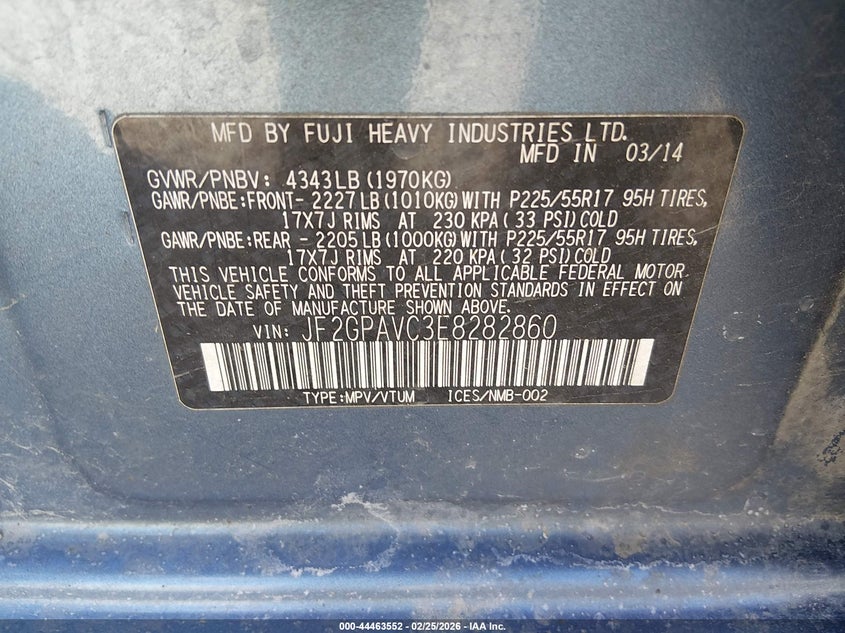 MFD BY FUJI HEAVY INDUSTRIES LTD.
MFD IN 03/14
GVWR/PNBV: 4343LB (1970KG)
GAWR/PNBE:FRONT- 2227 LB (1010KG) WITH P225/55R17 95H TIRES,
17X7J RIMS AT 230 KPA( 33 PSI)COLD
GAWR/PNBE:REAR - 2205 LB (1000KG) WITH P225/55R17 95H TIRES,
17X7J RIMS AT 220 KPA( 32 PSI)COLD
THIS VEHICLE CONFORMS TO ALL APPLICABLE FEDERAL MOTOR
VEHICLE SAFETY AND THEFT PREVENTION STANDARDS IN EFFECT ON
THE DATE OF MANUFACTURE SHOWN ABOVE.
VIN: JF2GPAVC3E8282860
TYPE:MPV/VTUM ICES/NMB-002
000-44463552 - 02/25/2026 - IAA Inc.